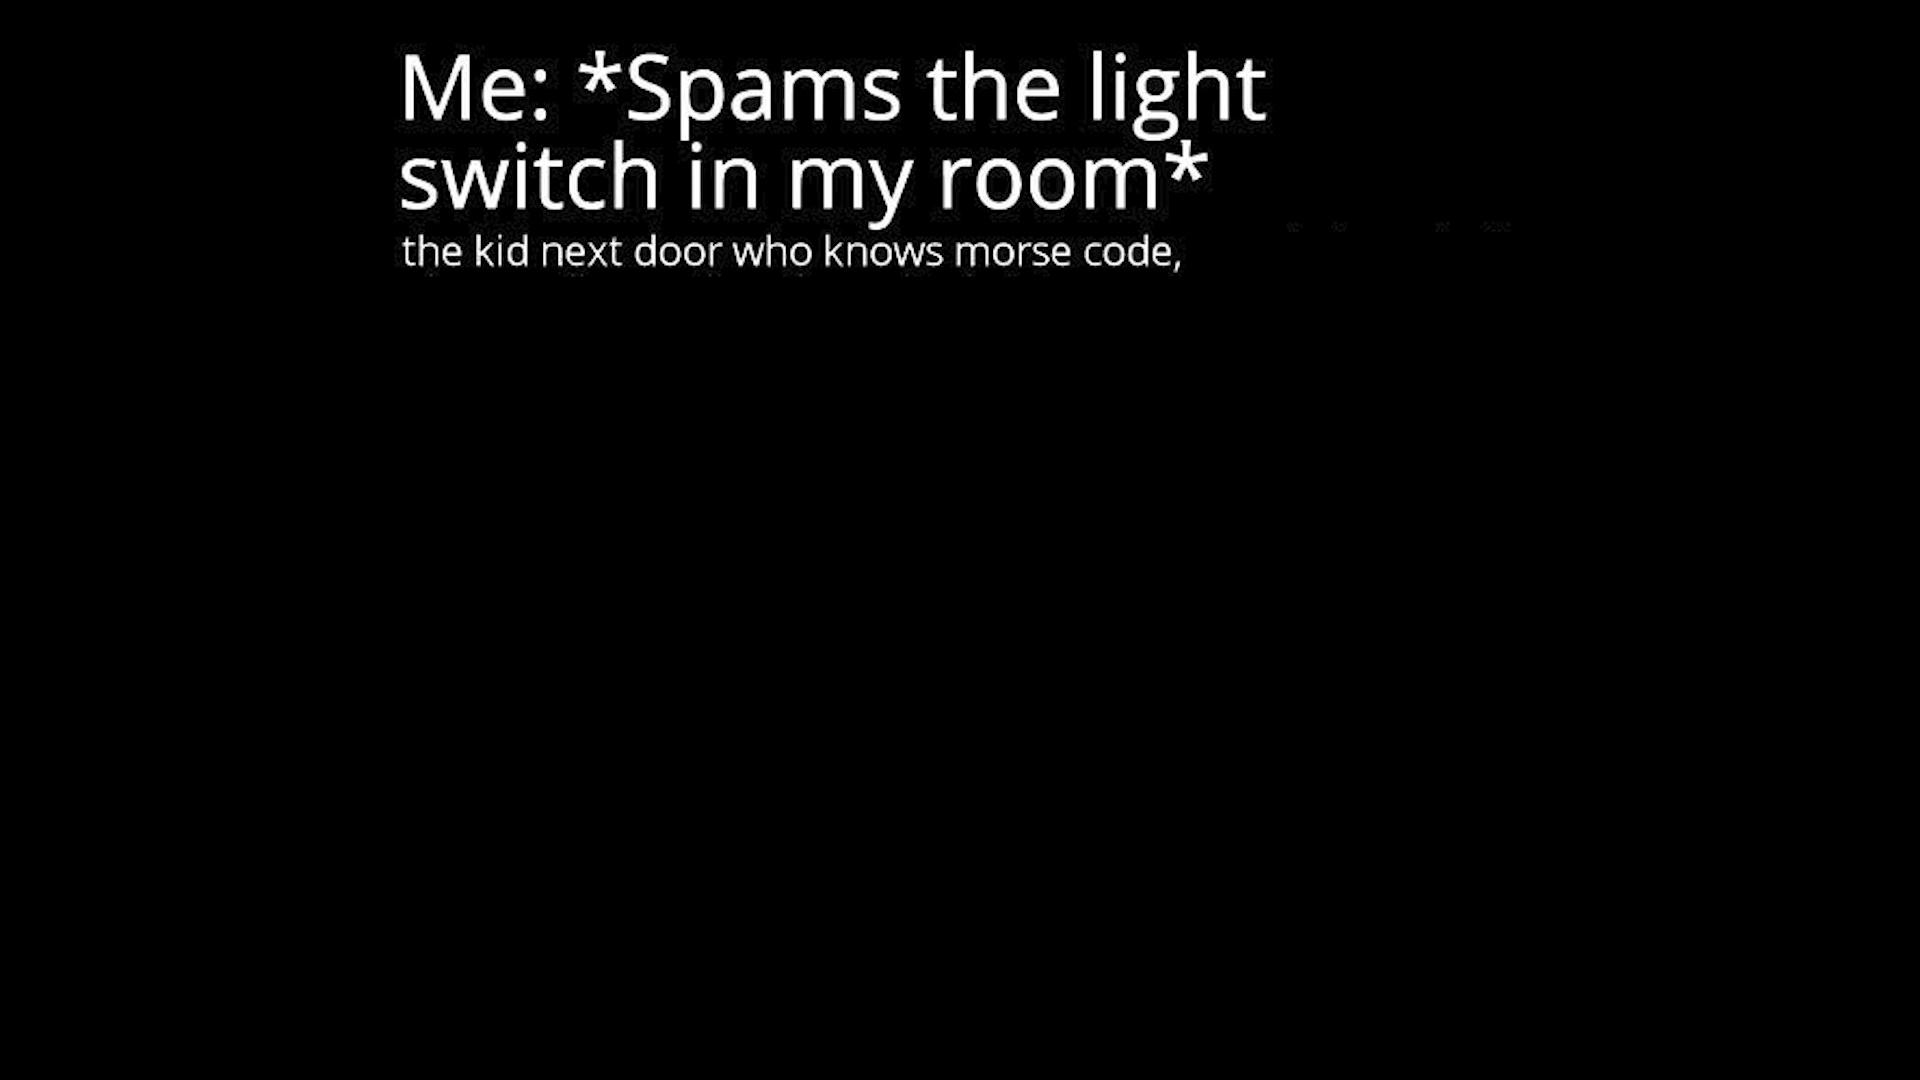 Me: *Spams the light
switch in my room*
the kid next door who knows morse code,